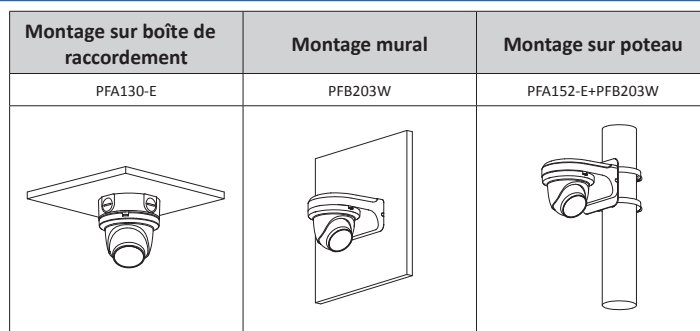 Montage sur boîte de
raccordement
Montage mural
Montage sur poteau
PFA130-E
PFB203W
PFA152-E+PFB203W